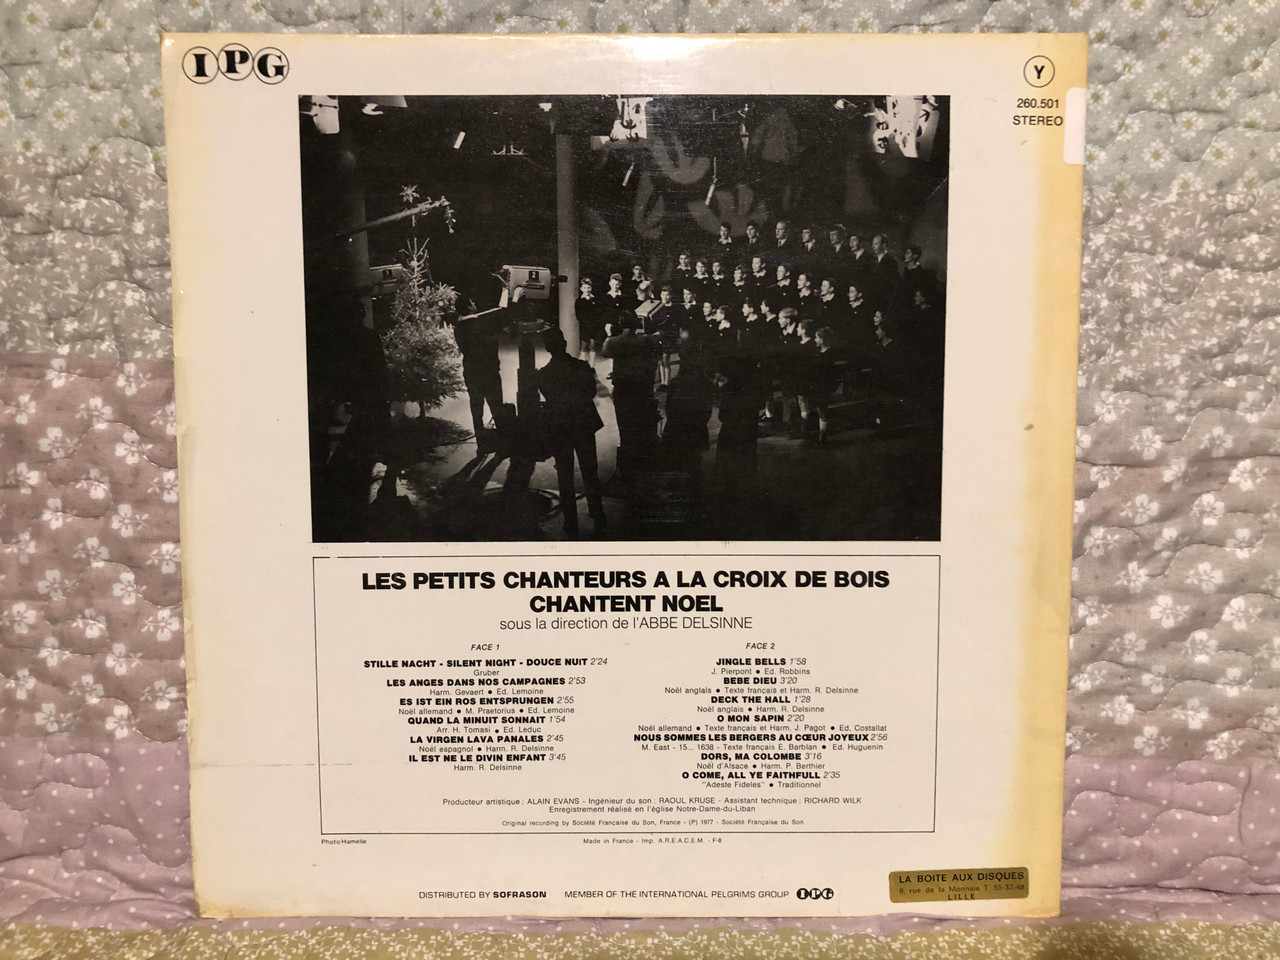 IPG
Y
260.501
STEREO
LES PETITS CHANTEURS A LA CROIX DE BOIS
CHANTENT NOEL
sous la direction de l'ABBE DELSINNE
FACE 1
STILLE NACHT - SILENT NIGHT - DOUCE NUIT 2'24
Gruber
LES ANGES DANS NOS CAMPAGNES 2'53
Harm. Gevaert • Ed. Lemoine
ES IST EIN ROS ENTSPRUNGEN 2'55
Noël allemand • M. Praetorius • Ed. Lemoine
QUAND LA MINUIT SONNAIT 1'54
Arr. H. Tomasi • Ed. Leduc
LA VIRGEN LAVA PANALES 2'45
Noël espagnol • Harm. R. Delsinne
IL EST NE LE DIVIN ENFANT 3'45
Harm. R. Delsinne
FACE 2
JINGLE BELLS 1'58
J. Pierpont • Ed. Robbins
BEBE DIEU 3'20
Noël anglais • Texte français et Harm. R. Delsinne
DECK THE HALL 1'28
Noël anglais • Harm. R. Delsinne
O MON SAPIN 2'20
Noël allemand • Texte français et Harm. J. Pagot • Ed. Costallat
NOUS SOMMES LES BERGERS AU CŒUR JOYEUX 2'56
M. East - 15... 1638 - Texte français E. Barblan • Ed. Huguenin
DORS, MA COLOMBE 3'16
Noël d'Alsace • Harm. P. Berthier
O COME, ALL YE FAITHFULL 2'35
"Adeste Fideles" • Traditionnel
Producteur artistique : ALAIN EVANS - Ingénieur du son : RAOUL KRUSE - Assistant technique : RICHARD WILK
Enregistrement réalisé en l'église Notre-Dame-du-Liban
Original recording by Société Française du Son, France - (P) 1977 - Société Française du Son
Photo Hamelle
Made in France - Imp. A.R.E.A.C.E.M. - F-6
DISTRIBUTED BY SOFRASON MEMBER OF THE INTERNATIONAL PELGRIMS GROUP IPG
LA BOITE AUX DISQUES
9, rue de la Monnaie T. 55-32-48
LILLE